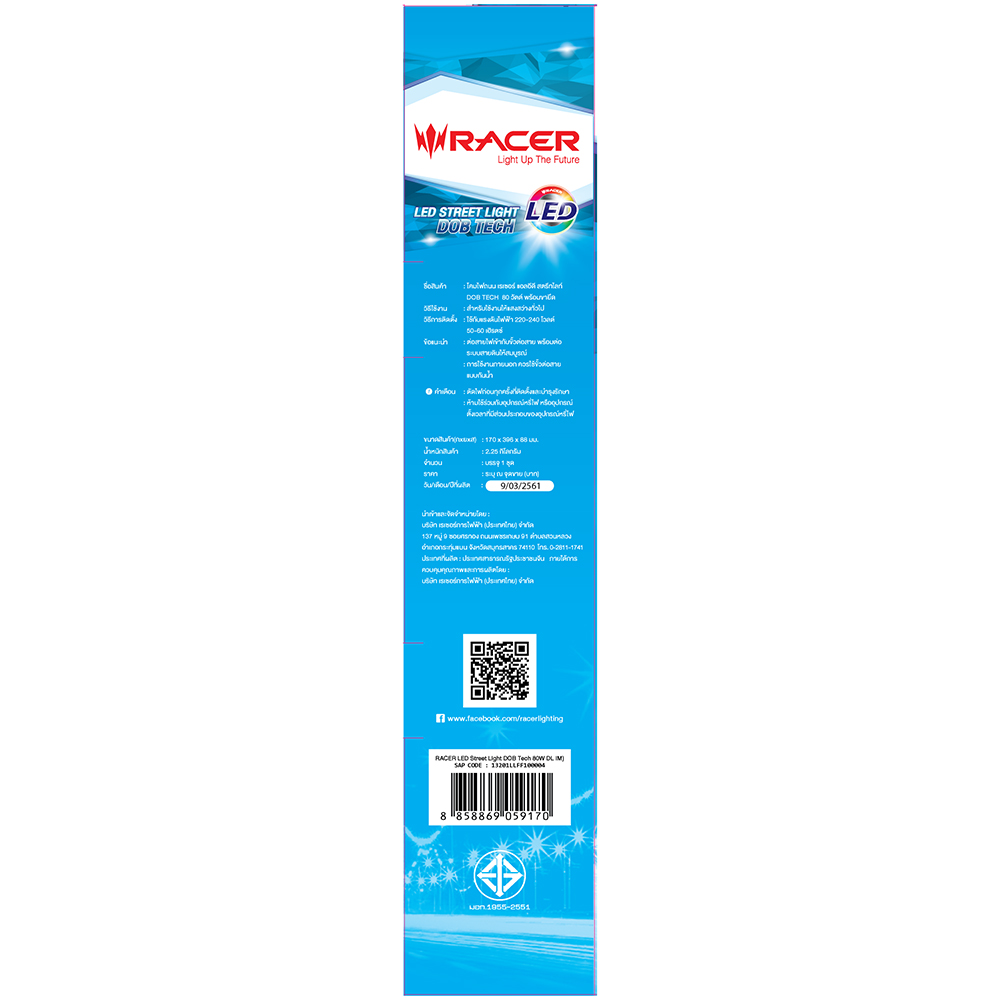 RACER
Light Up The Future
RACER
LED
LED STREET LIGHT
DOB TECH
ชื่อสินค้า : โคมไฟถนน เรเซอร์ แอลอีดี สตรีทไลท์
DOB TECH 80 วัตต์ พร้อมขายึด
วิธีใช้งาน : สำหรับใช้งานให้แสงสว่างทั่วไป
วิธีการติดตั้ง : ใช้กับแรงดันไฟฟ้า 220-240 โวลต์
50-60 เฮิรตซ์
ข้อแนะนำ : ต่อสายไฟเข้ากับขั้วต่อสาย พร้อมต่อ
ระบบสายดินให้สมบูรณ์
: การใช้งานภายนอก ควรใช้ขั้วต่อสาย
แบบกันน้ำ
คำเตือน : ตัดไฟก่อนทุกครั้งที่ติดตั้งและบำรุงรักษา
: ห้ามใช้ร่วมกับอุปกรณ์หรี่ไฟ หรืออุปกรณ์
ตั้งเวลาที่มีส่วนประกอบของอุปกรณ์หรี่ไฟ
ขนาดสินค้า(กxยxส) : 170 x 396 x 88 มม.
น้ำหนักสินค้า : 2.25 กิโลกรัม
จำนวน : บรรจุ 1 ชุด
ราคา : ระบุ ณ จุดขาย (บาท)
วัน/เดือน/ปีที่ผลิต : 9/03/2561
นำเข้าและจัดจำหน่ายโดย :
บริษัท เรเซอร์การไฟฟ้า (ประเทศไทย) จำกัด
137 หมู่ 9 ซอยศรทอง ถนนเพชรเกษม 91 ตำบลสวนหลวง
อำเภอกระทุ่มแบน จังหวัดสมุทรสาคร 74110 โทร. 0-2811-1741
ประเทศที่ผลิต : ประเทศสาธารณรัฐประชาชนจีน ภายใต้การ
ควบคุมคุณภาพและการผลิตโดย :
บริษัท เรเซอร์การไฟฟ้า (ประเทศไทย) จำกัด
www.facebook.com/racerlighting
RACER LED Street Light DOB Tech 80W DL (M)
SAP CODE : 13201LLFF100004
8 858869 059170
มอก.1955-2551